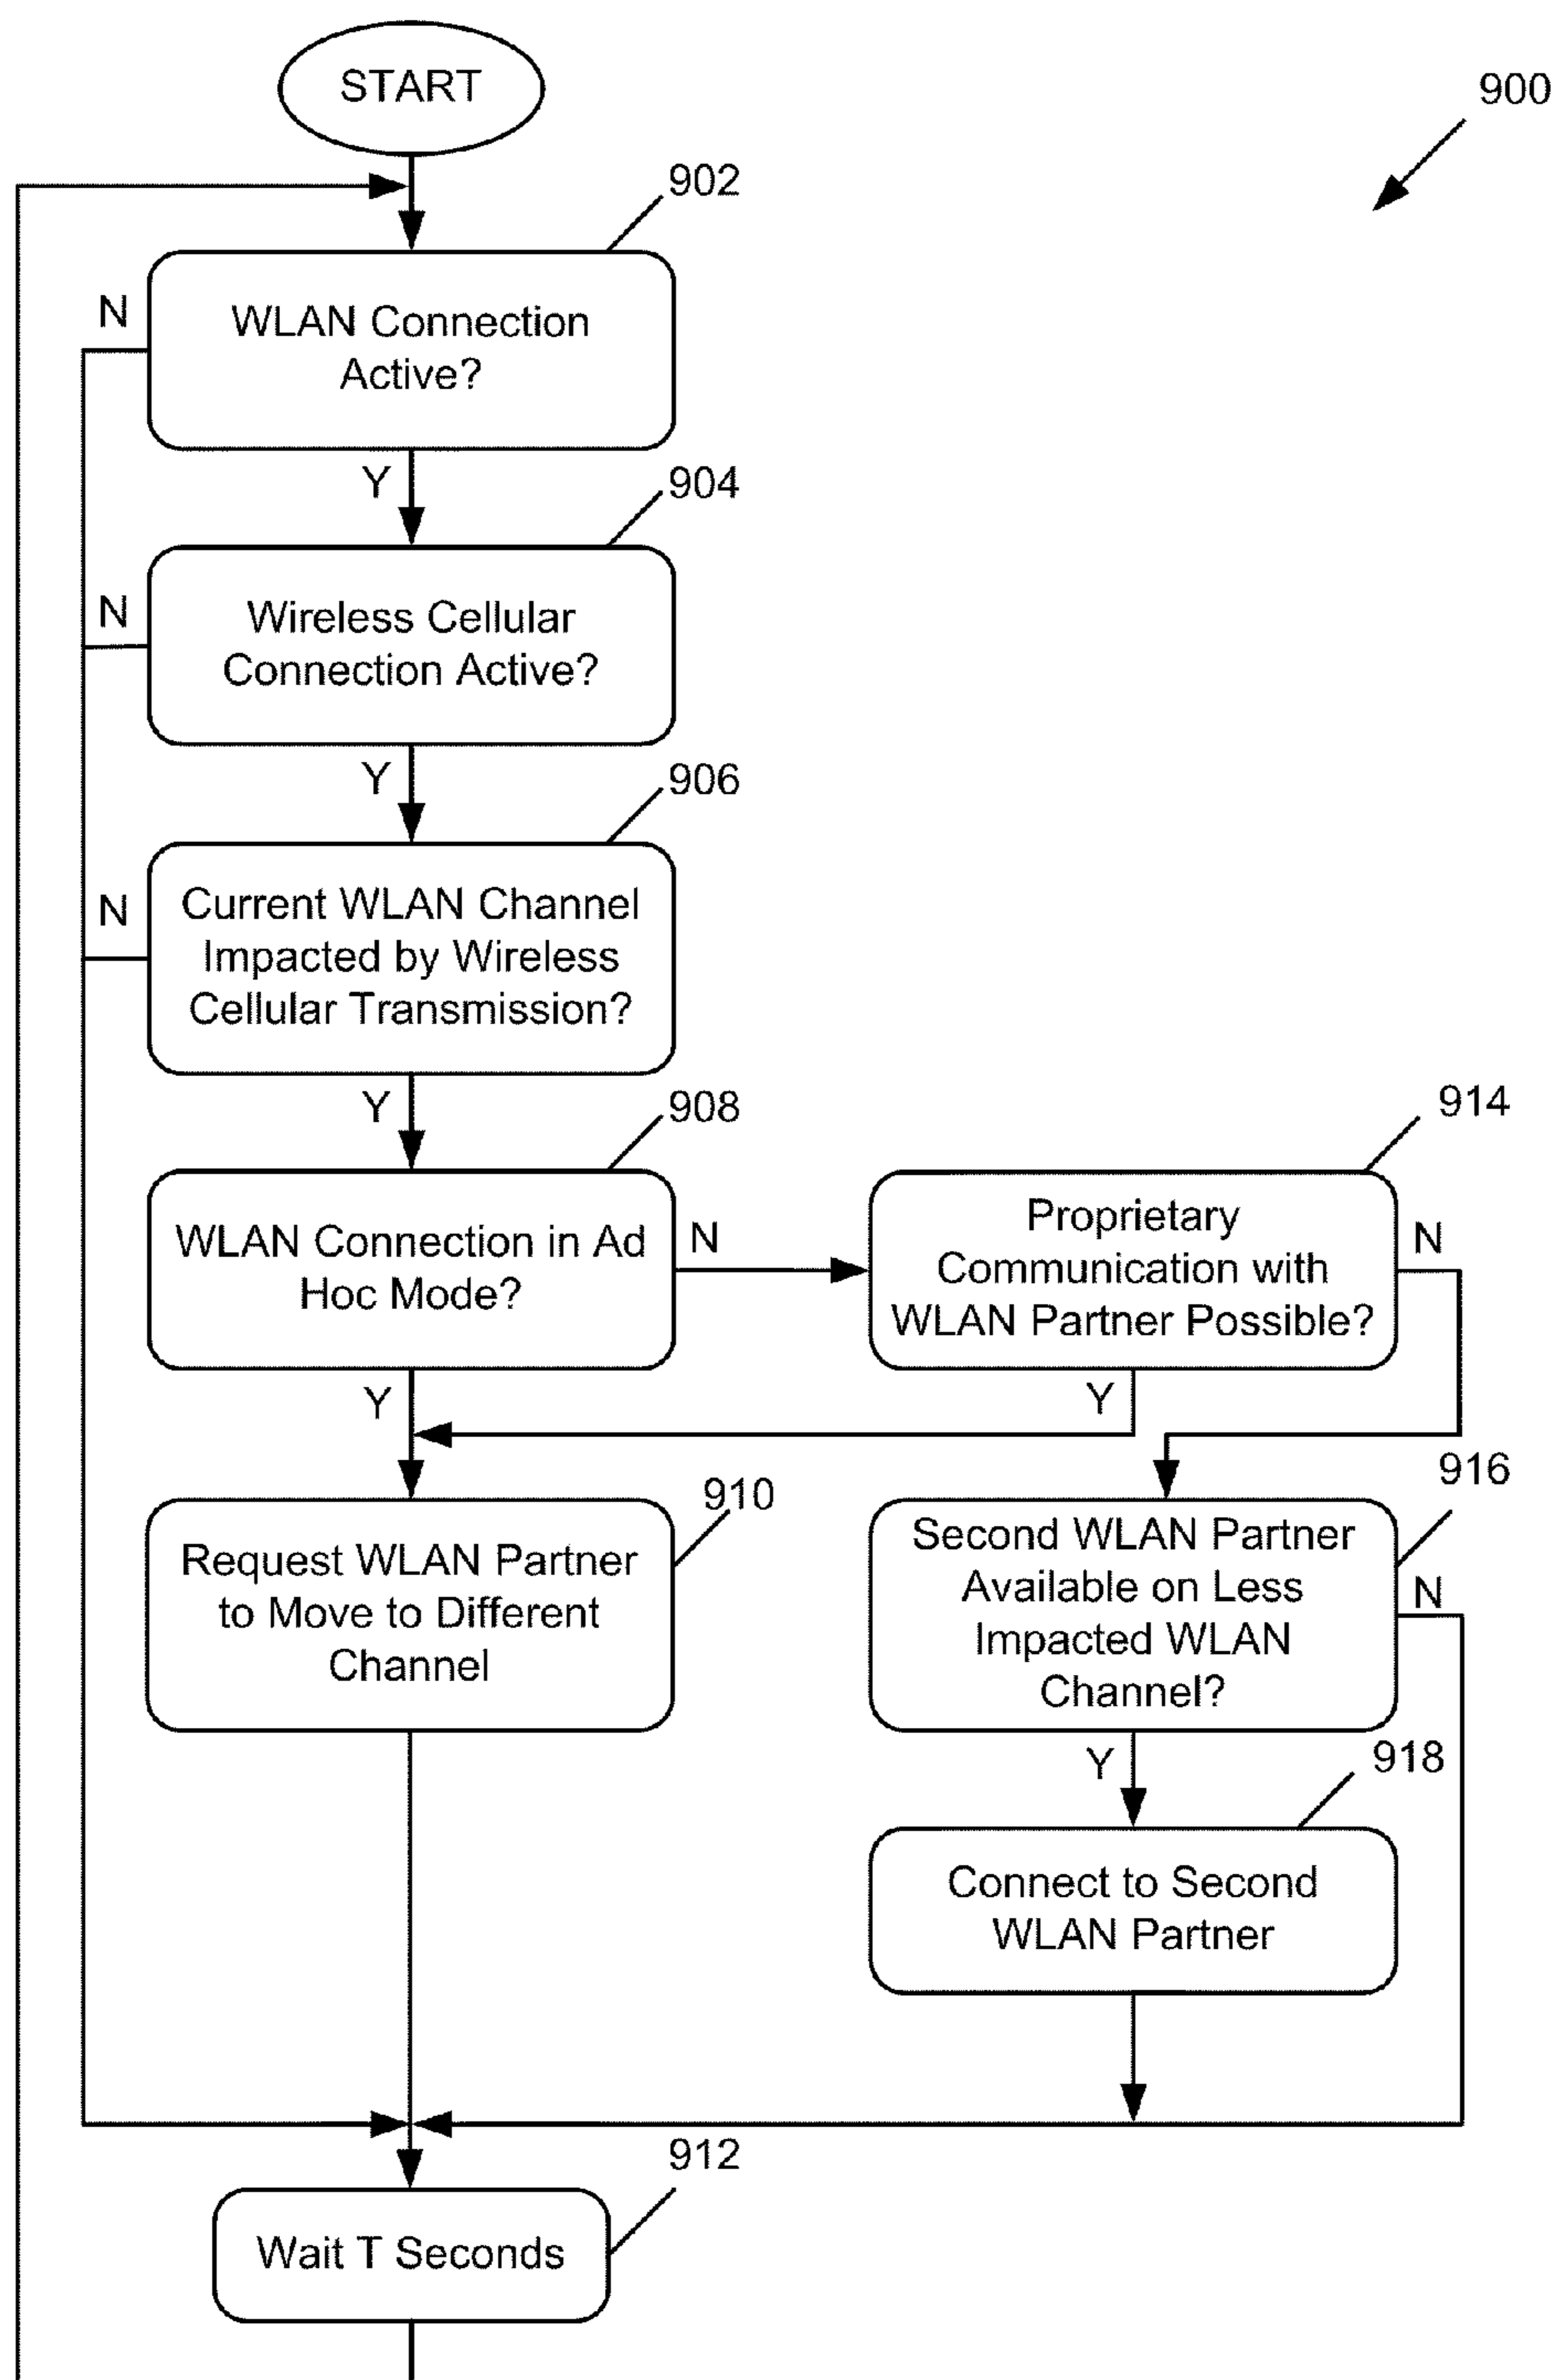 START
900
902
N
WLAN Connection
Active?
Y
904
N
Wireless Cellular
Connection Active?
Y
906
N
Current WLAN Channel
Impacted by Wireless
Cellular Transmission?
Y
908
WLAN Connection in Ad
Hoc Mode?
N
Y
914
Proprietary
Communication with
WLAN Partner Possible?
N
Y
910
Request WLAN Partner
to Move to Different
Channel
916
Second WLAN Partner
Available on Less
Impacted WLAN
Channel?
N
Y
918
Connect to Second
WLAN Partner
912
Wait T Seconds